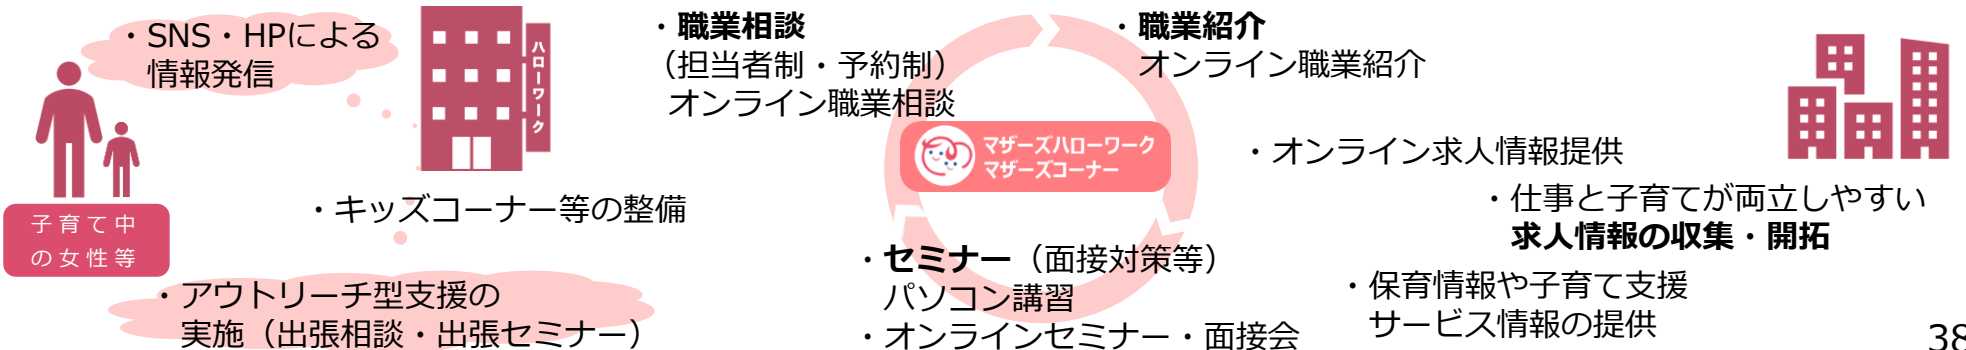 ・SNS・HPによる
情報発信
ハローワーク
子育て中
の女性等
・キッズコーナー等の整備
・アウトリーチ型支援の
実施（出張相談・出張セミナー）
・職業相談
（担当者制・予約制）
オンライン職業相談
・職業紹介
オンライン職業紹介
マザーズハローワーク
マザーズコーナー
・オンライン求人情報提供
・仕事と子育てが両立しやすい
求人情報の収集・開拓
・セミナー（面接対策等）
パソコン講習
・オンラインセミナー・面接会
・保育情報や子育て支援
サービス情報の提供
38